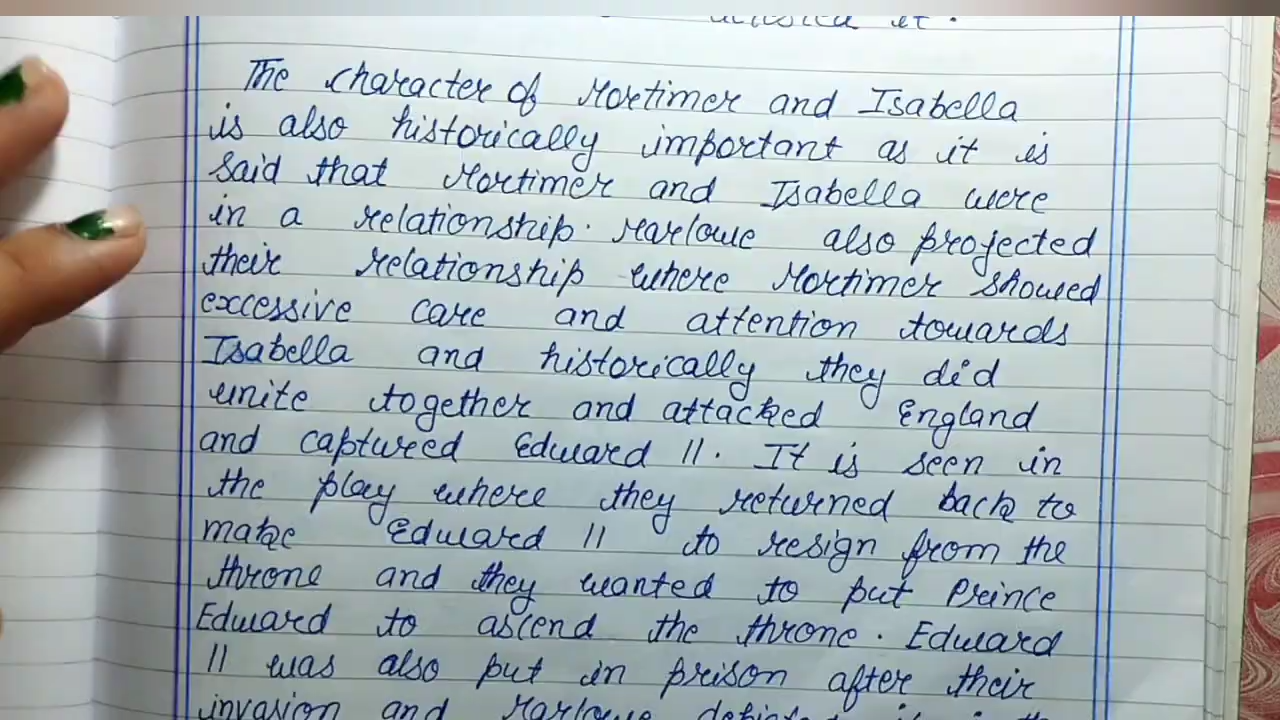 it.
The character of Mortimer and Isabella
is also historically important as it is
said that Mortimer and Isabella were
in a relationship. Marlowe also projected
their relationship where Mortimer showed
excessive care and attention towards
Isabella and historically they did
unite together and attacked England
and captured Edward II. It is seen in
the play where they returned back to
make Edward II to resign from the
throne and they wanted to put Prince
Edward to ascend the throne. Edward
II was also put in prison after their
invasion and Marlowe